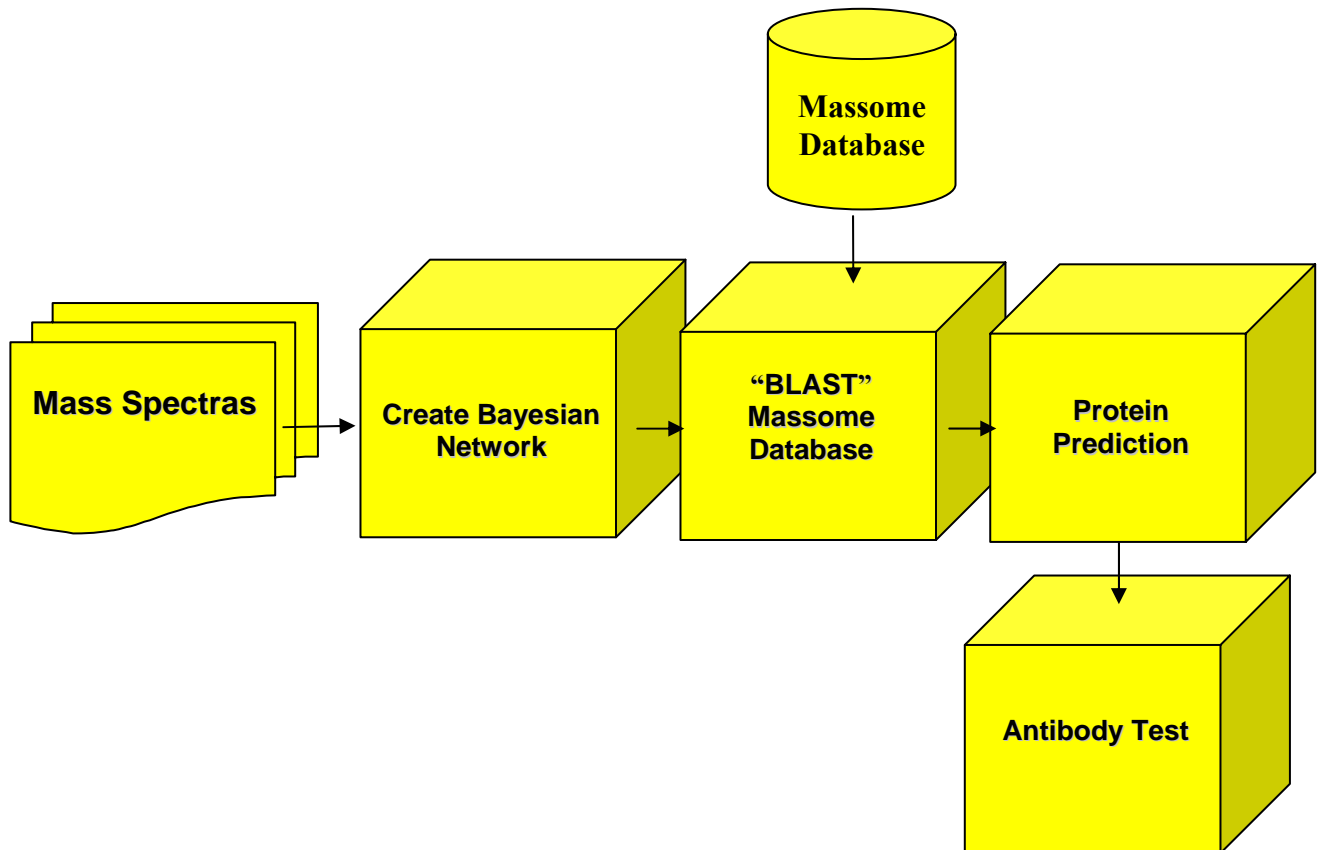 Massome
Database
Mass Spectras
Create Bayesian
Network
“BLAST”
Massome
Database
Protein
Prediction
Antibody Test